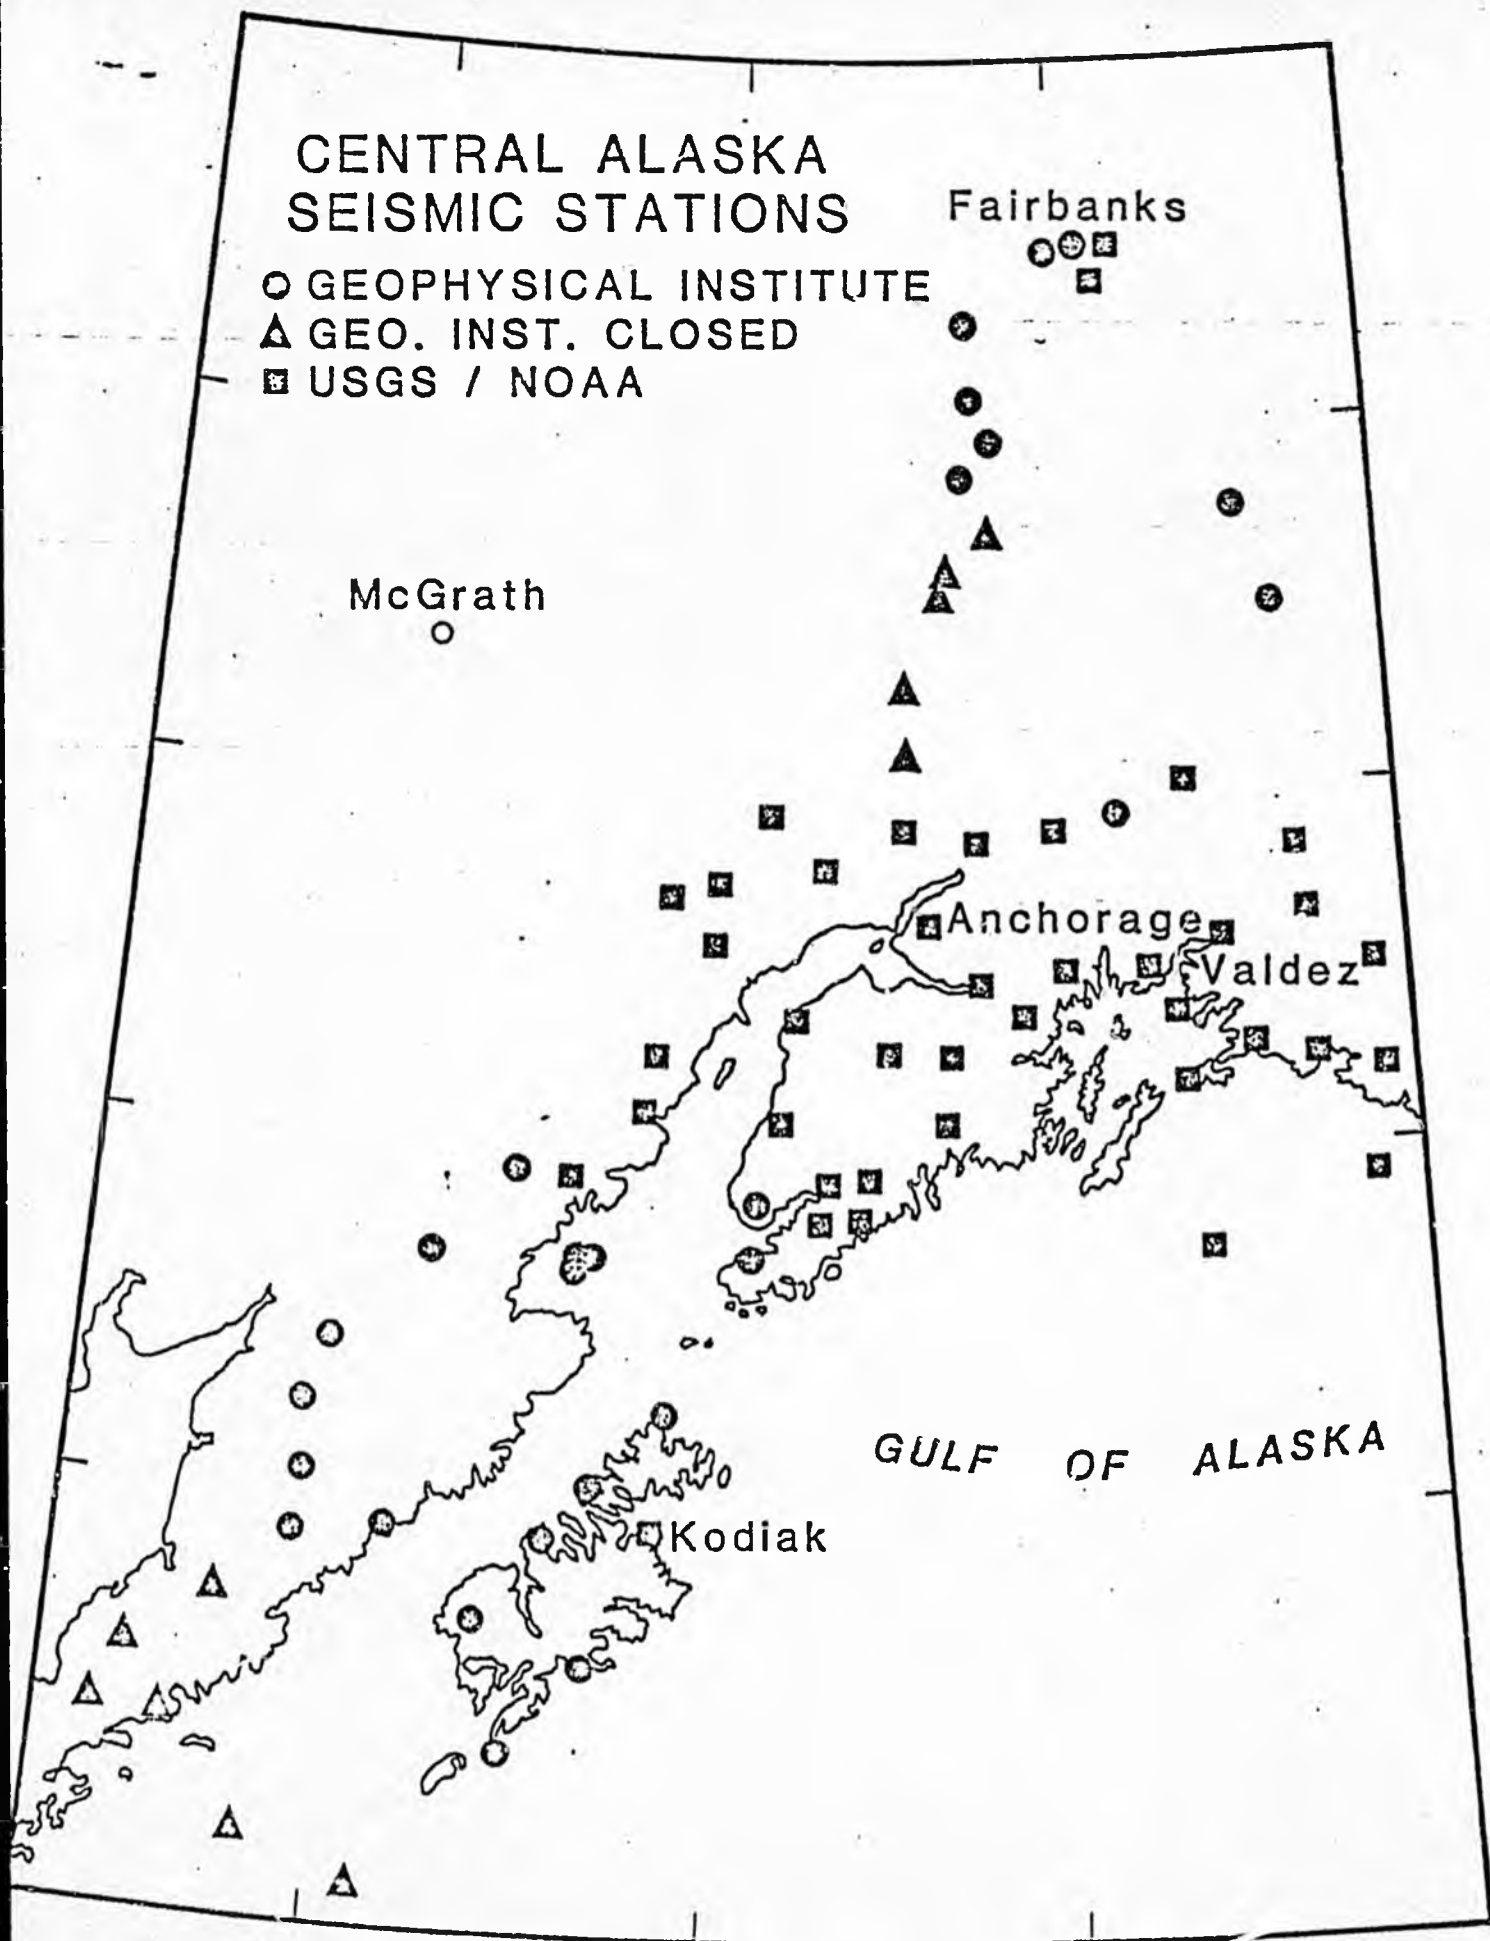 CENTRAL ALASKA
SEISMIC STATIONS
GEOPHYSICAL INSTITUTE
GEO. INST. CLOSED
USGS / NOAA
Fairbanks
McGrath
Anchorage
Valdez
GULF OF ALASKA
Kodiak